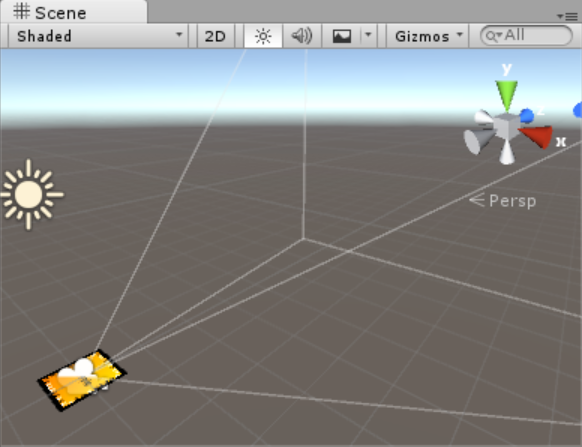 Scene
Shaded 2D Gizmos All
y
z
x
Persp